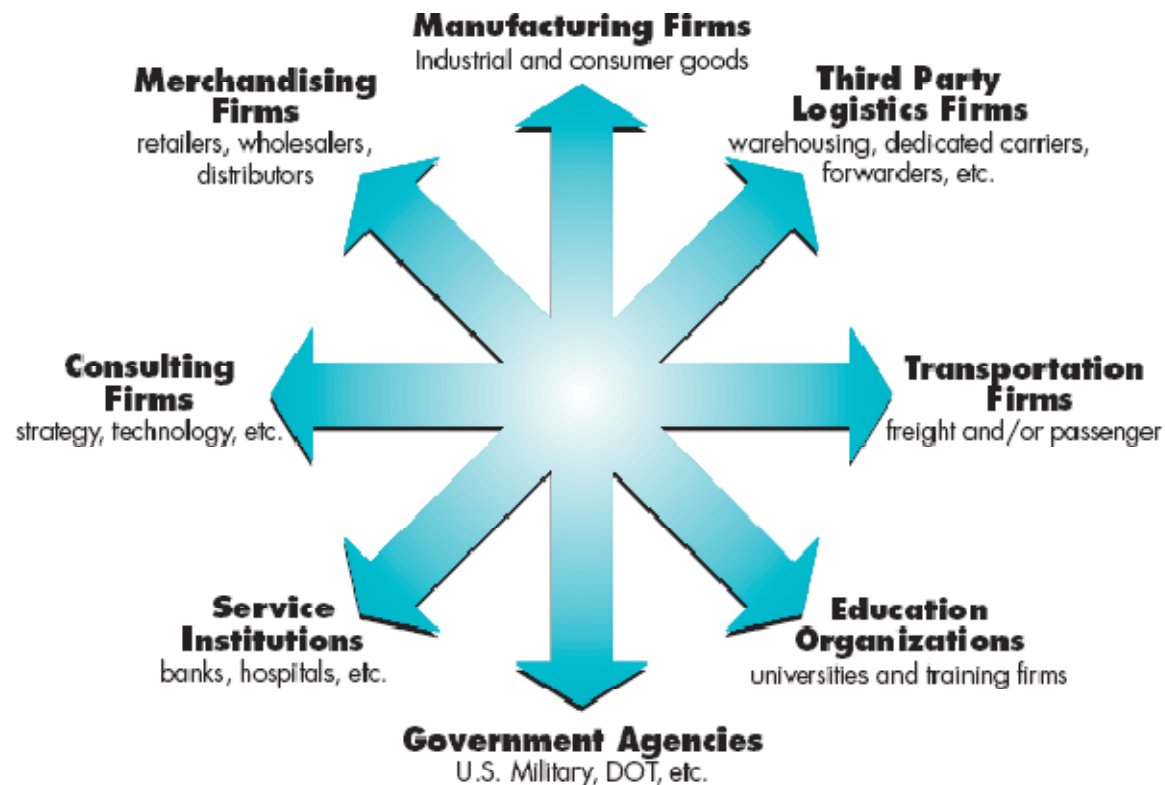 Manufacturing Firms
Industrial and consumer goods
Merchandising
Firms
retailers, wholesalers,
distributors
Third Party
Logistics Firms
warehousing, dedicated carriers,
forwarders, etc.
Consulting
Firms
strategy, technology, etc.
Transportation
Firms
freight and/or passenger
Service
Institutions
banks, hospitals, etc.
Education
Organizations
universities and training firms
Government Agencies
U.S. Military, DOT, etc.